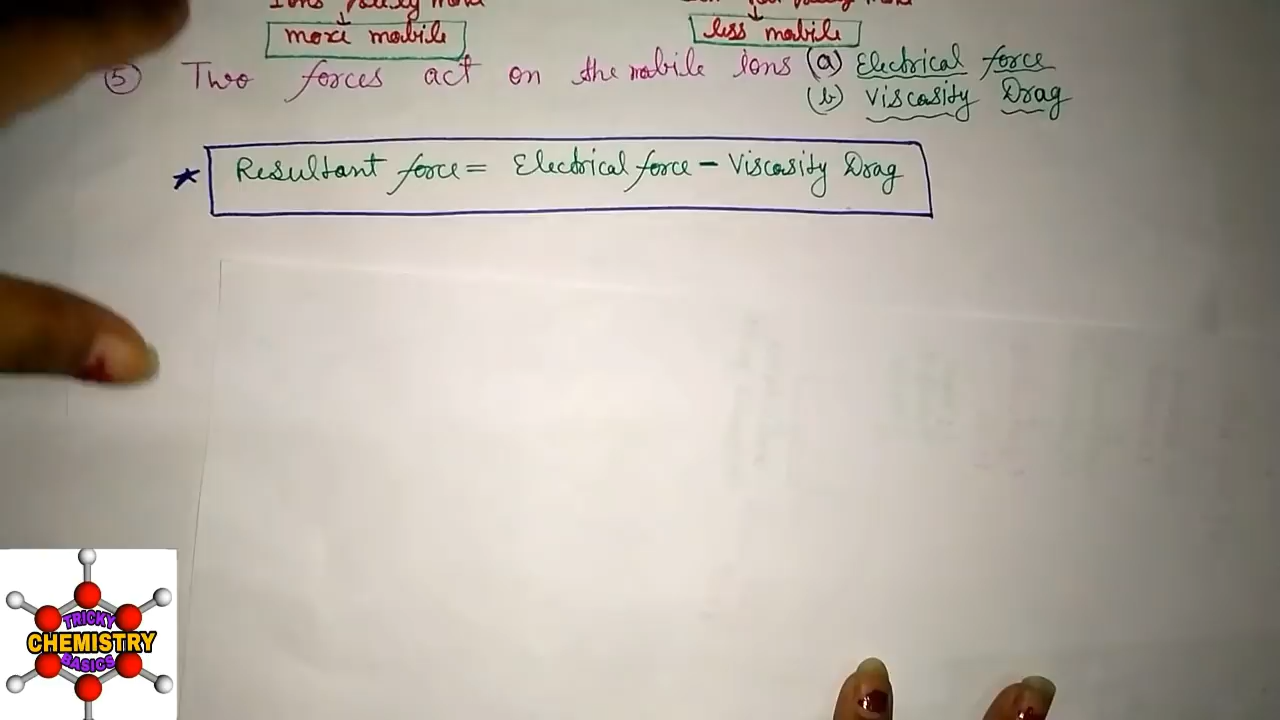 more mobile
less mobile
⑤ Two forces act on the mobile ions (a) Electrical force
(b) Viscosity Drag
★ Resultant force = Electrical force - Viscosity Drag
TRICKY
CHEMISTRY
BASICS